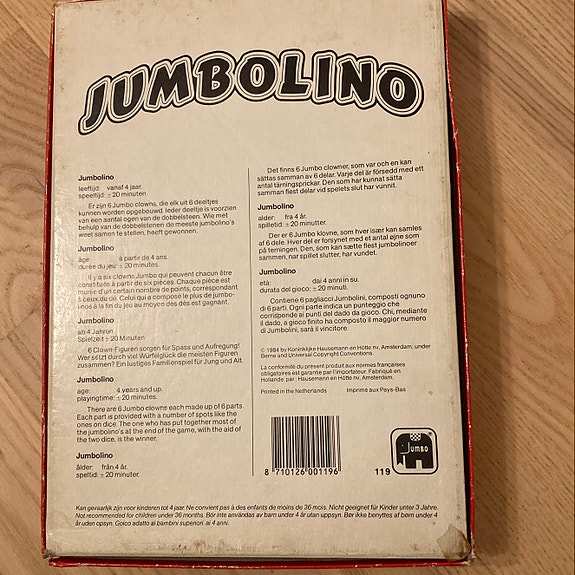 JUMBOLINO
Jumbolino
leeftijd: vanaf 4 jaar.
speeltijd: ± 20 minuten.
Er zijn 6 Jumbo clowns, die elk uit 6 deeltjes
kunnen worden opgebouwd. Ieder deeltje is voorzien
van een aantal ogen van de dobbelsteen. Wie met
behulp van de dobbelstenen de meeste jumbolino's
weet samen te stellen, heeft gewonnen.
Jumbolino
âge: à partir de 4 ans.
durée du jeu: ± 20 minutes.
Il y a six clowns Jumbo qui peuvent chacun être
constitués à partir de six pièces. Chaque pièce est
muni d'un certain nombre de points, correspondant
à ceux du dé. Celui qui a composé le plus de jumbo-
linos à la fin du jeu au moyen des dés est gagnant.
Jumbolino
ab 4 Jahren
Spielzeit ± 20 Minuten
6 Clown-Figuren sorgen für Spass und Aufregung!
Wer setzt durch viel Würfelglück die meisten Figuren
zusammen? Ein lustiges Familienspiel für Jung und Alt.
Jumbolino
age: 4 years and up.
playingtime: ± 20 minutes.
There are 6 Jumbo clowns each made up of 6 parts.
Each part is provided with a number of spots like the
ones on dice. The one who has put together most of
the jumbolino's at the end of the game, with the aid of
the two dice, is the winner.
Jumbolino
ålder: från 4 år.
speltid: ± 20 minuter.
Det finns 6 Jumbo clowner, som var och en kan
sättas samman av 6 delar. Varje del är försedd med ett
antal tärningsprickar. Den som har kunnat sätta
samman flest delar vid spelets slut har vunnit.
Jumbolino
alder: fra 4 år.
spilletid: ± 20 minutter.
Der er 6 Jumbo klovne, som hver især kan samles
af 6 dele. Hver del er forsynet med et antal øjne som
på terningen. Den, som kan sætte flest jumbolinoer
sammen, nar spillet slutter, har vundet.
Jumbolino
età: dai 4 anni in su.
durata del gioco: ± 20 minuti.
Contiene 6 pagliacci Jumbolini, composti ognuno
di 6 parti. Ogni parte indica un punteggio che
corrisponde ai punti del dado da gioco. Chi, mediante
il dado, a gioco finito ha composto il maggior numero
di Jumbolini, sarà il vincitore.
© 1984 by Koninklijke Hausemann en Hötte nv, Amsterdam, under
Berne and Universal Copyright Conventions.
La conformité du présent produit aux normes françaises
obligatoires est garantie par l'importateur. Fabriqué en
Hollande par: Hausemann en Hötte nv, Amsterdam.
Printed in the Netherlands Imprimé aux Pays-Bas
8 710126 001196
119
Jumbo
Kan gevaarlijk zijn voor kinderen tot 4 jaar. Ne convient pas à des enfants de moins de 36 mois. Nicht geeignet für Kinder unter 3 Jahre.
Not recommended for children under 36 months. Bör inte användas av barn under 4 år utan uppsyn. Bør ikke benyttes af børn under 4
år uden opsyn. Gioco adatto ai bambini superiori ai 4 anni.